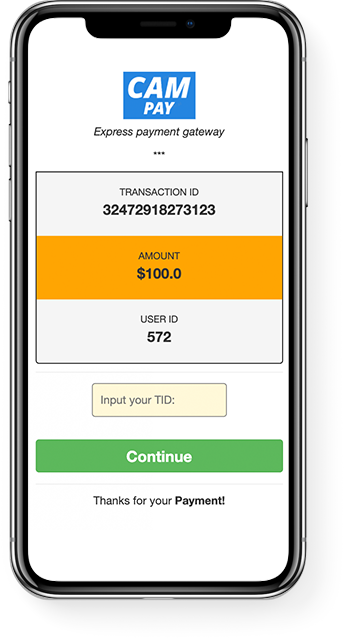 CAM
PAY
Express payment gateway
***
TRANSACTION ID
32472918273123
AMOUNT
$100.0
USER ID
572
Input your TID:
Continue
Thanks for your Payment!